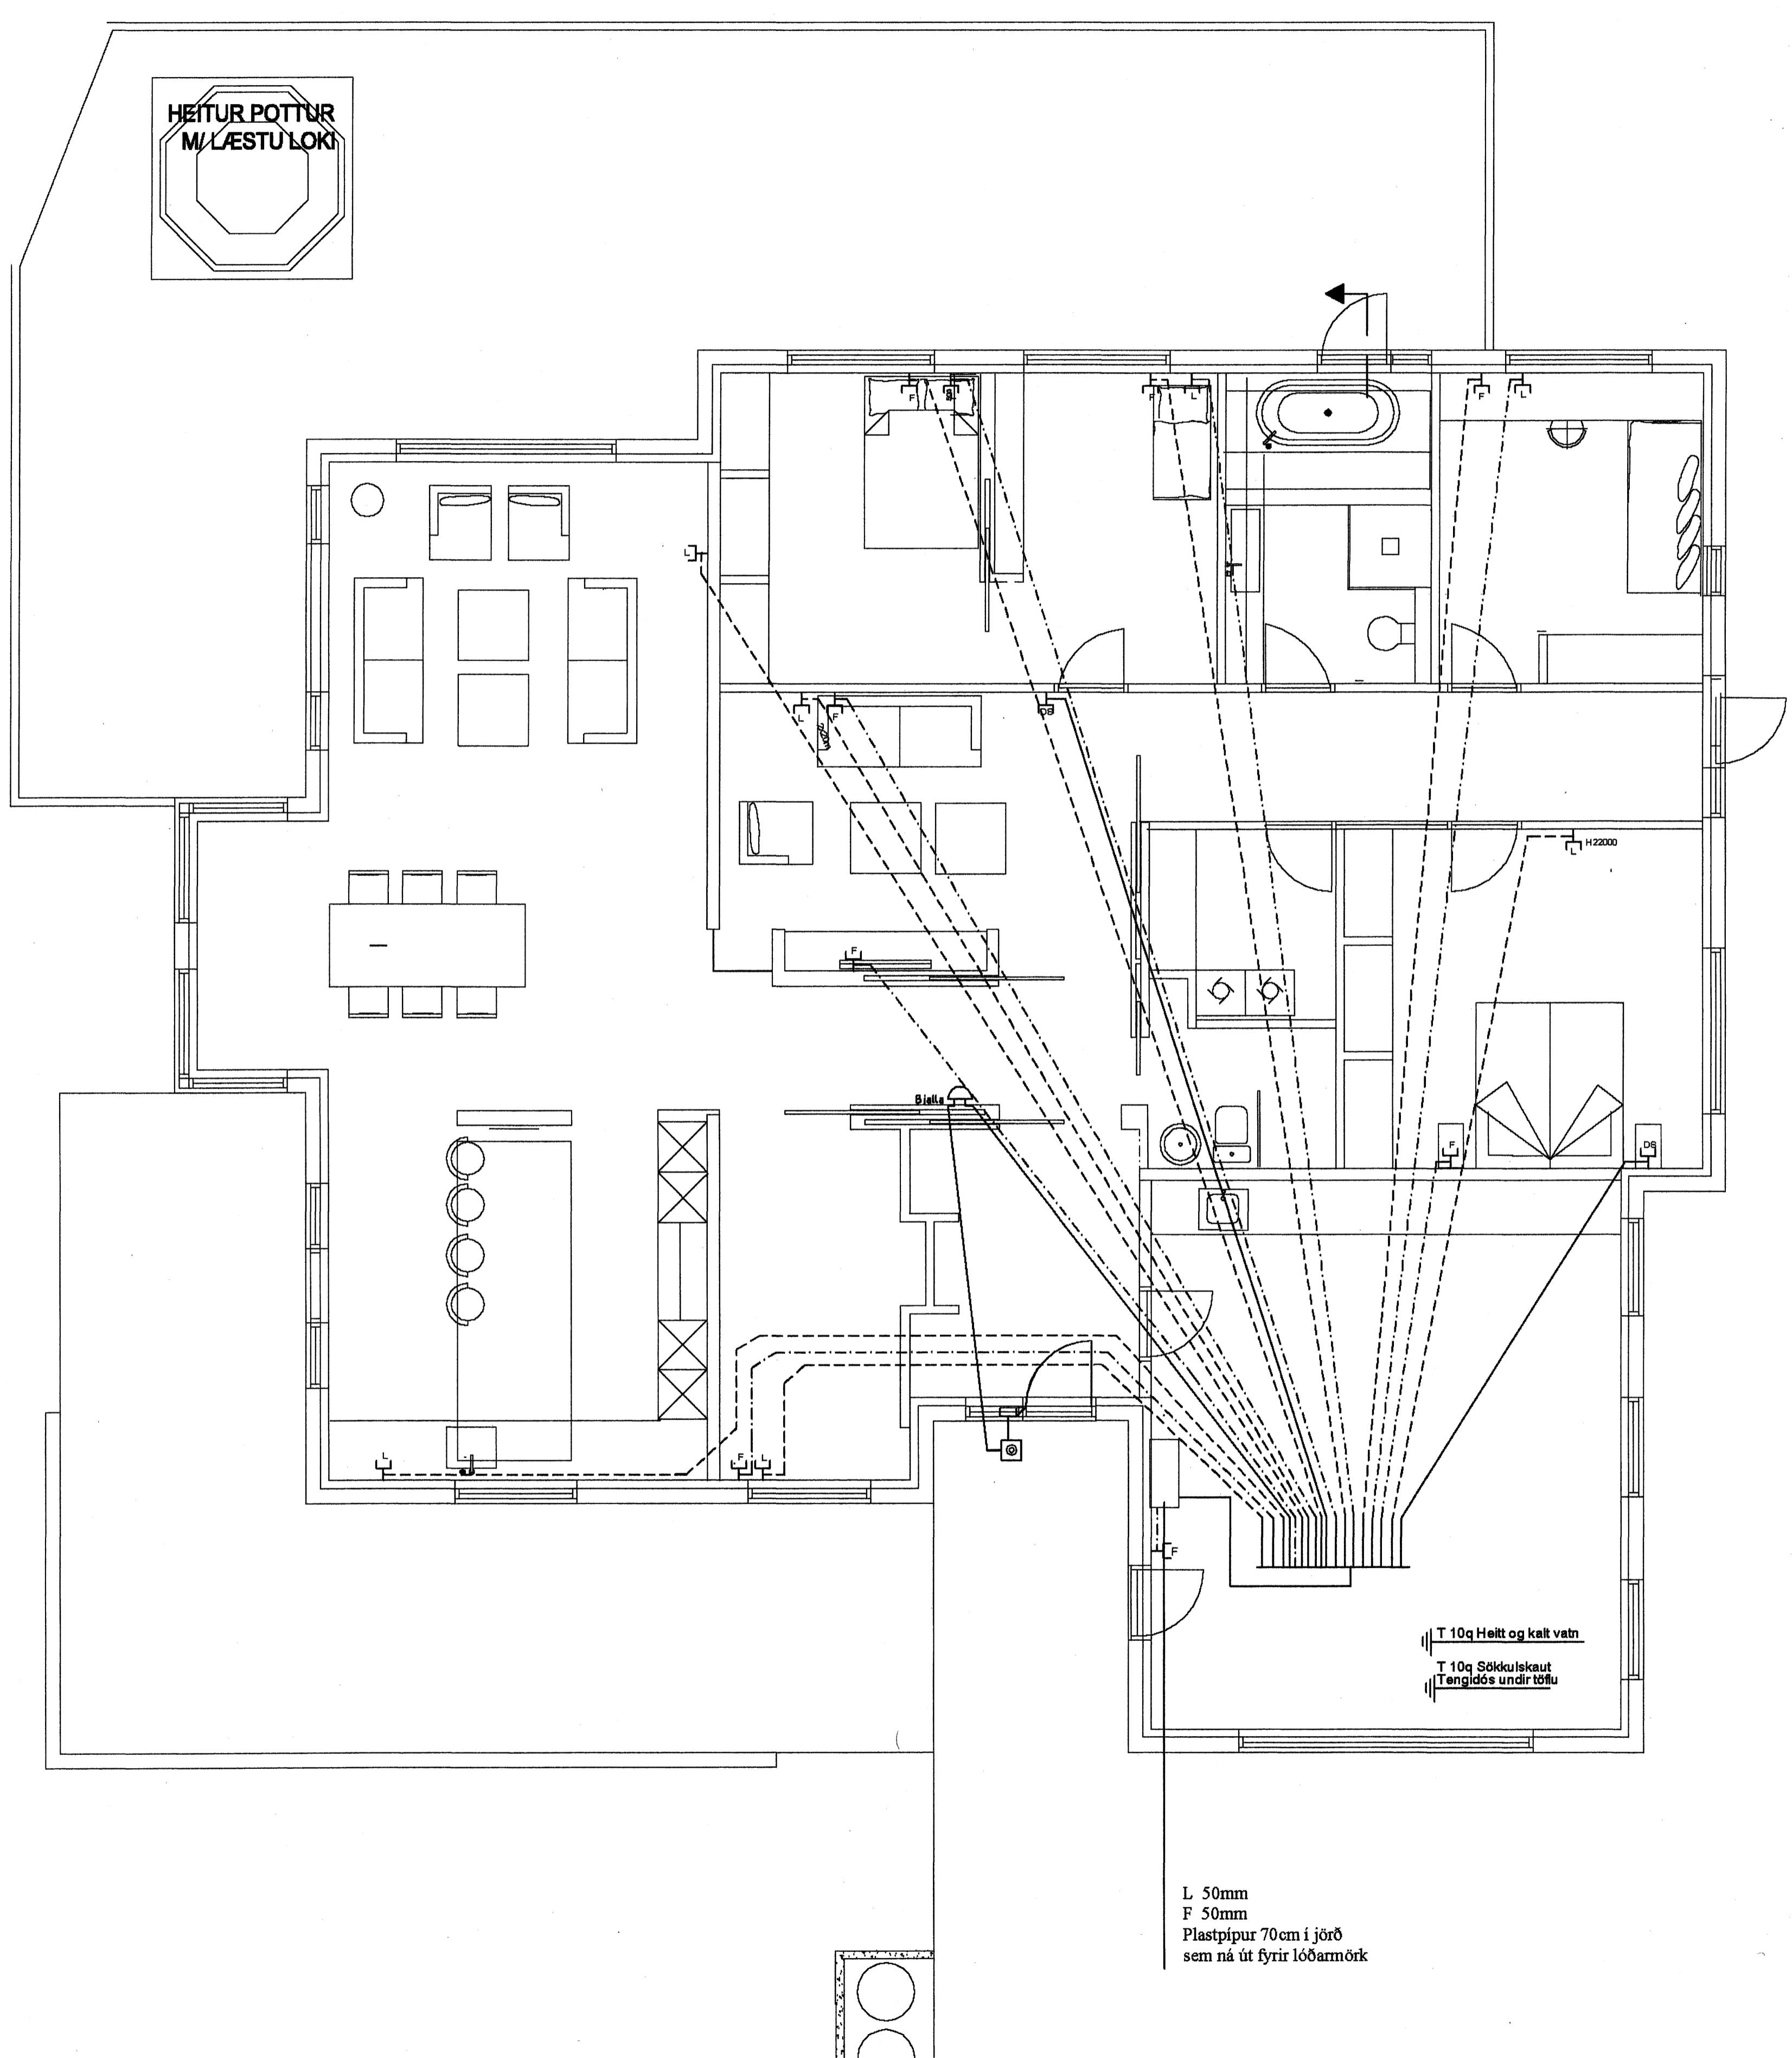 HEITUR POTTUR
M/ LÆSTU LOKI
F
F
L
F
L
L
L
F
DS
L
H 22000
F
Bjalla
F
DS
L
F
L
F
T 10q Heitt og kalt vatn
T 10q Sökkulskaut
Tengidós undir töflu
L 50mm
F 50mm
Plastpípur 70cm í jörð
sem ná út fyrir lóðarmörk